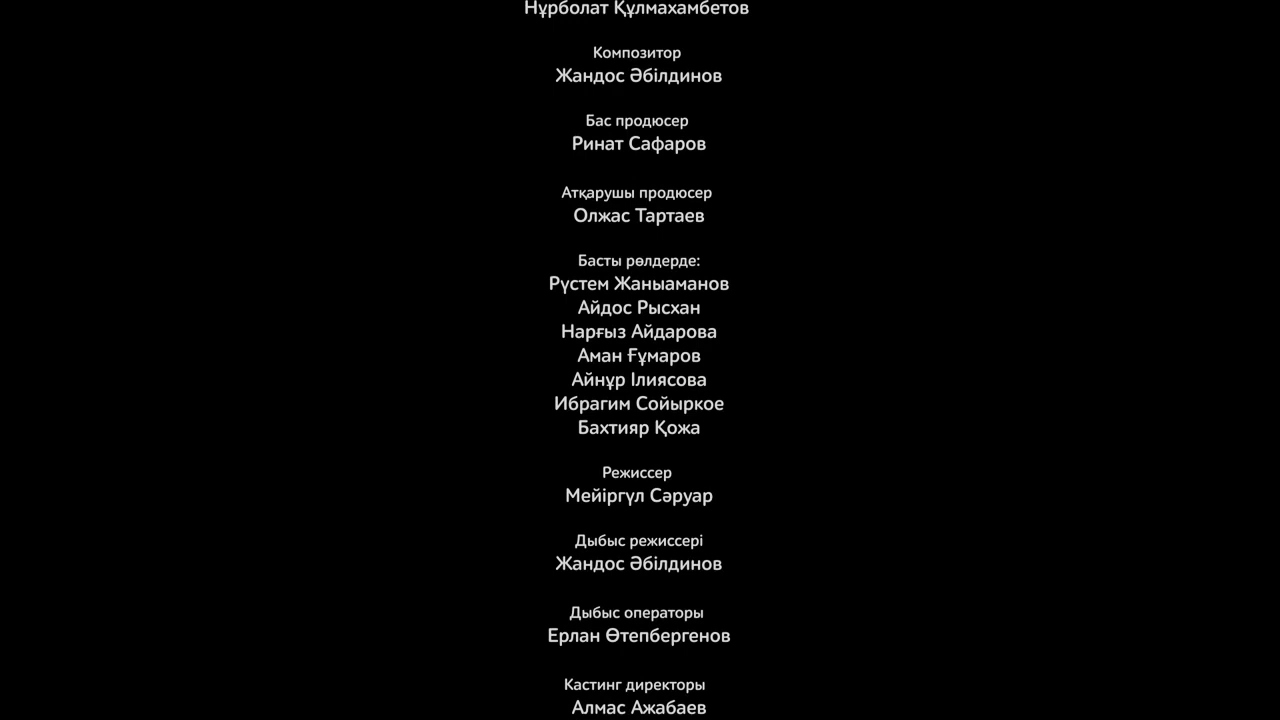 Нұрболат Құлмахамбетов
Композитор
Жандос Әбілдинов
Бас продюсер
Ринат Сафаров
Атқарушы продюсер
Олжас Тартаев
Басты рөлдерде:
Рүстем Жаныаманов
Айдос Рысхан
Нарғыз Айдарова
Аман Ғұмаров
Айнұр Ілиясова
Ибрагим Сойыркое
Бахтияр Қожа
Режиссер
Мейіргүл Сәруар
Дыбыс режиссері
Жандос Әбілдинов
Дыбыс операторы
Ерлан Өтепбергенов
Кастинг директоры
Алмас Ажабаев